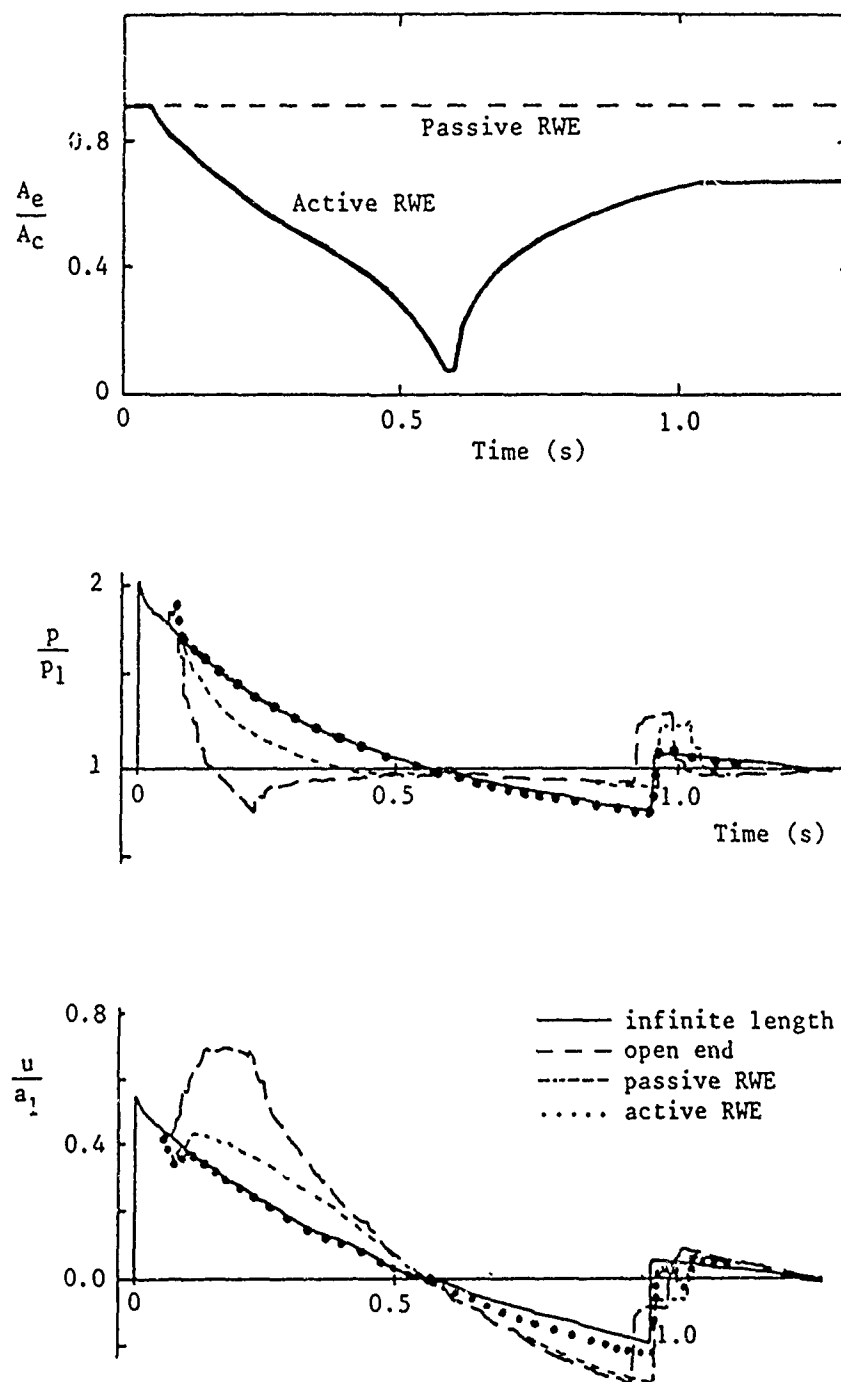 0.8
Passive RWE
A_e
A_c
Active RWE
0.4
0
0
0.5
1.0
Time (s)
2
p
p_1
1
0
0.5
1.0
Time (s)
0.8
u
a_1
0.4
0.0
0
0.5
1.0
infinite length
open end
passive RWE
active RWE